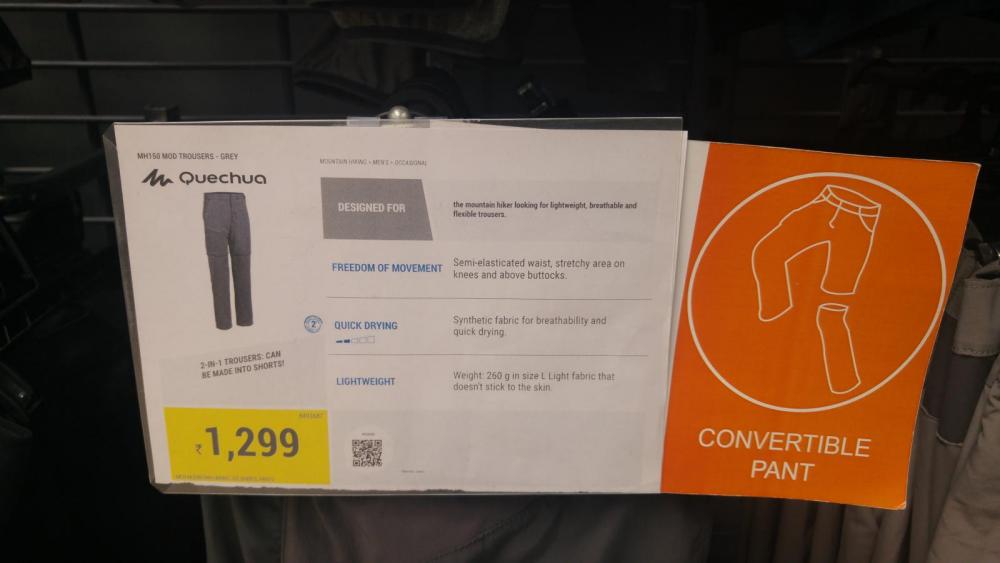 MH150 MOD TROUSERS - GREY
Quechua
MOUNTAIN HIKING > MEN'S > OCCASIONAL
DESIGNED FOR
the mountain hiker looking for lightweight, breathable and
flexible trousers.
FREEDOM OF MOVEMENT
Semi-elasticated waist, stretchy area on
knees and above buttocks.
2
QUICK DRYING
Synthetic fabric for breathability and
quick drying.
LIGHTWEIGHT
Weight: 260 g in size L Light fabric that
doesn't stick to the skin.
2-IN-1 TROUSERS: CAN
BE MADE INTO SHORTS!
₹ 1,299
CONVERTIBLE
PANT